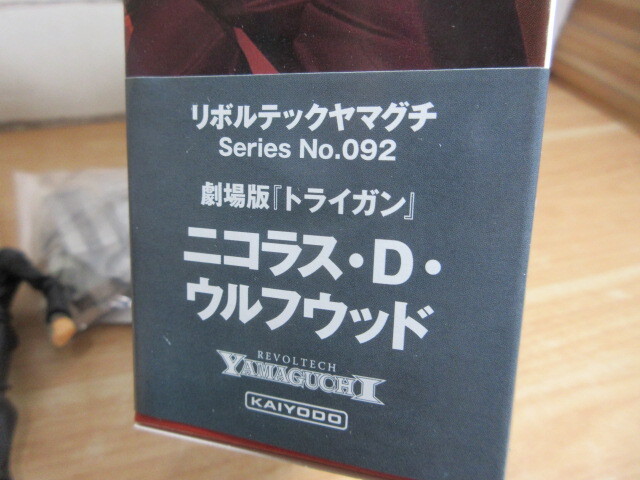 リボルテックヤマグチ
Series No.092
劇場版『トライガン』
ニコラス・D・
ウルフウッド
REVOLTECH
YAMAGUCHI
KAIYODO